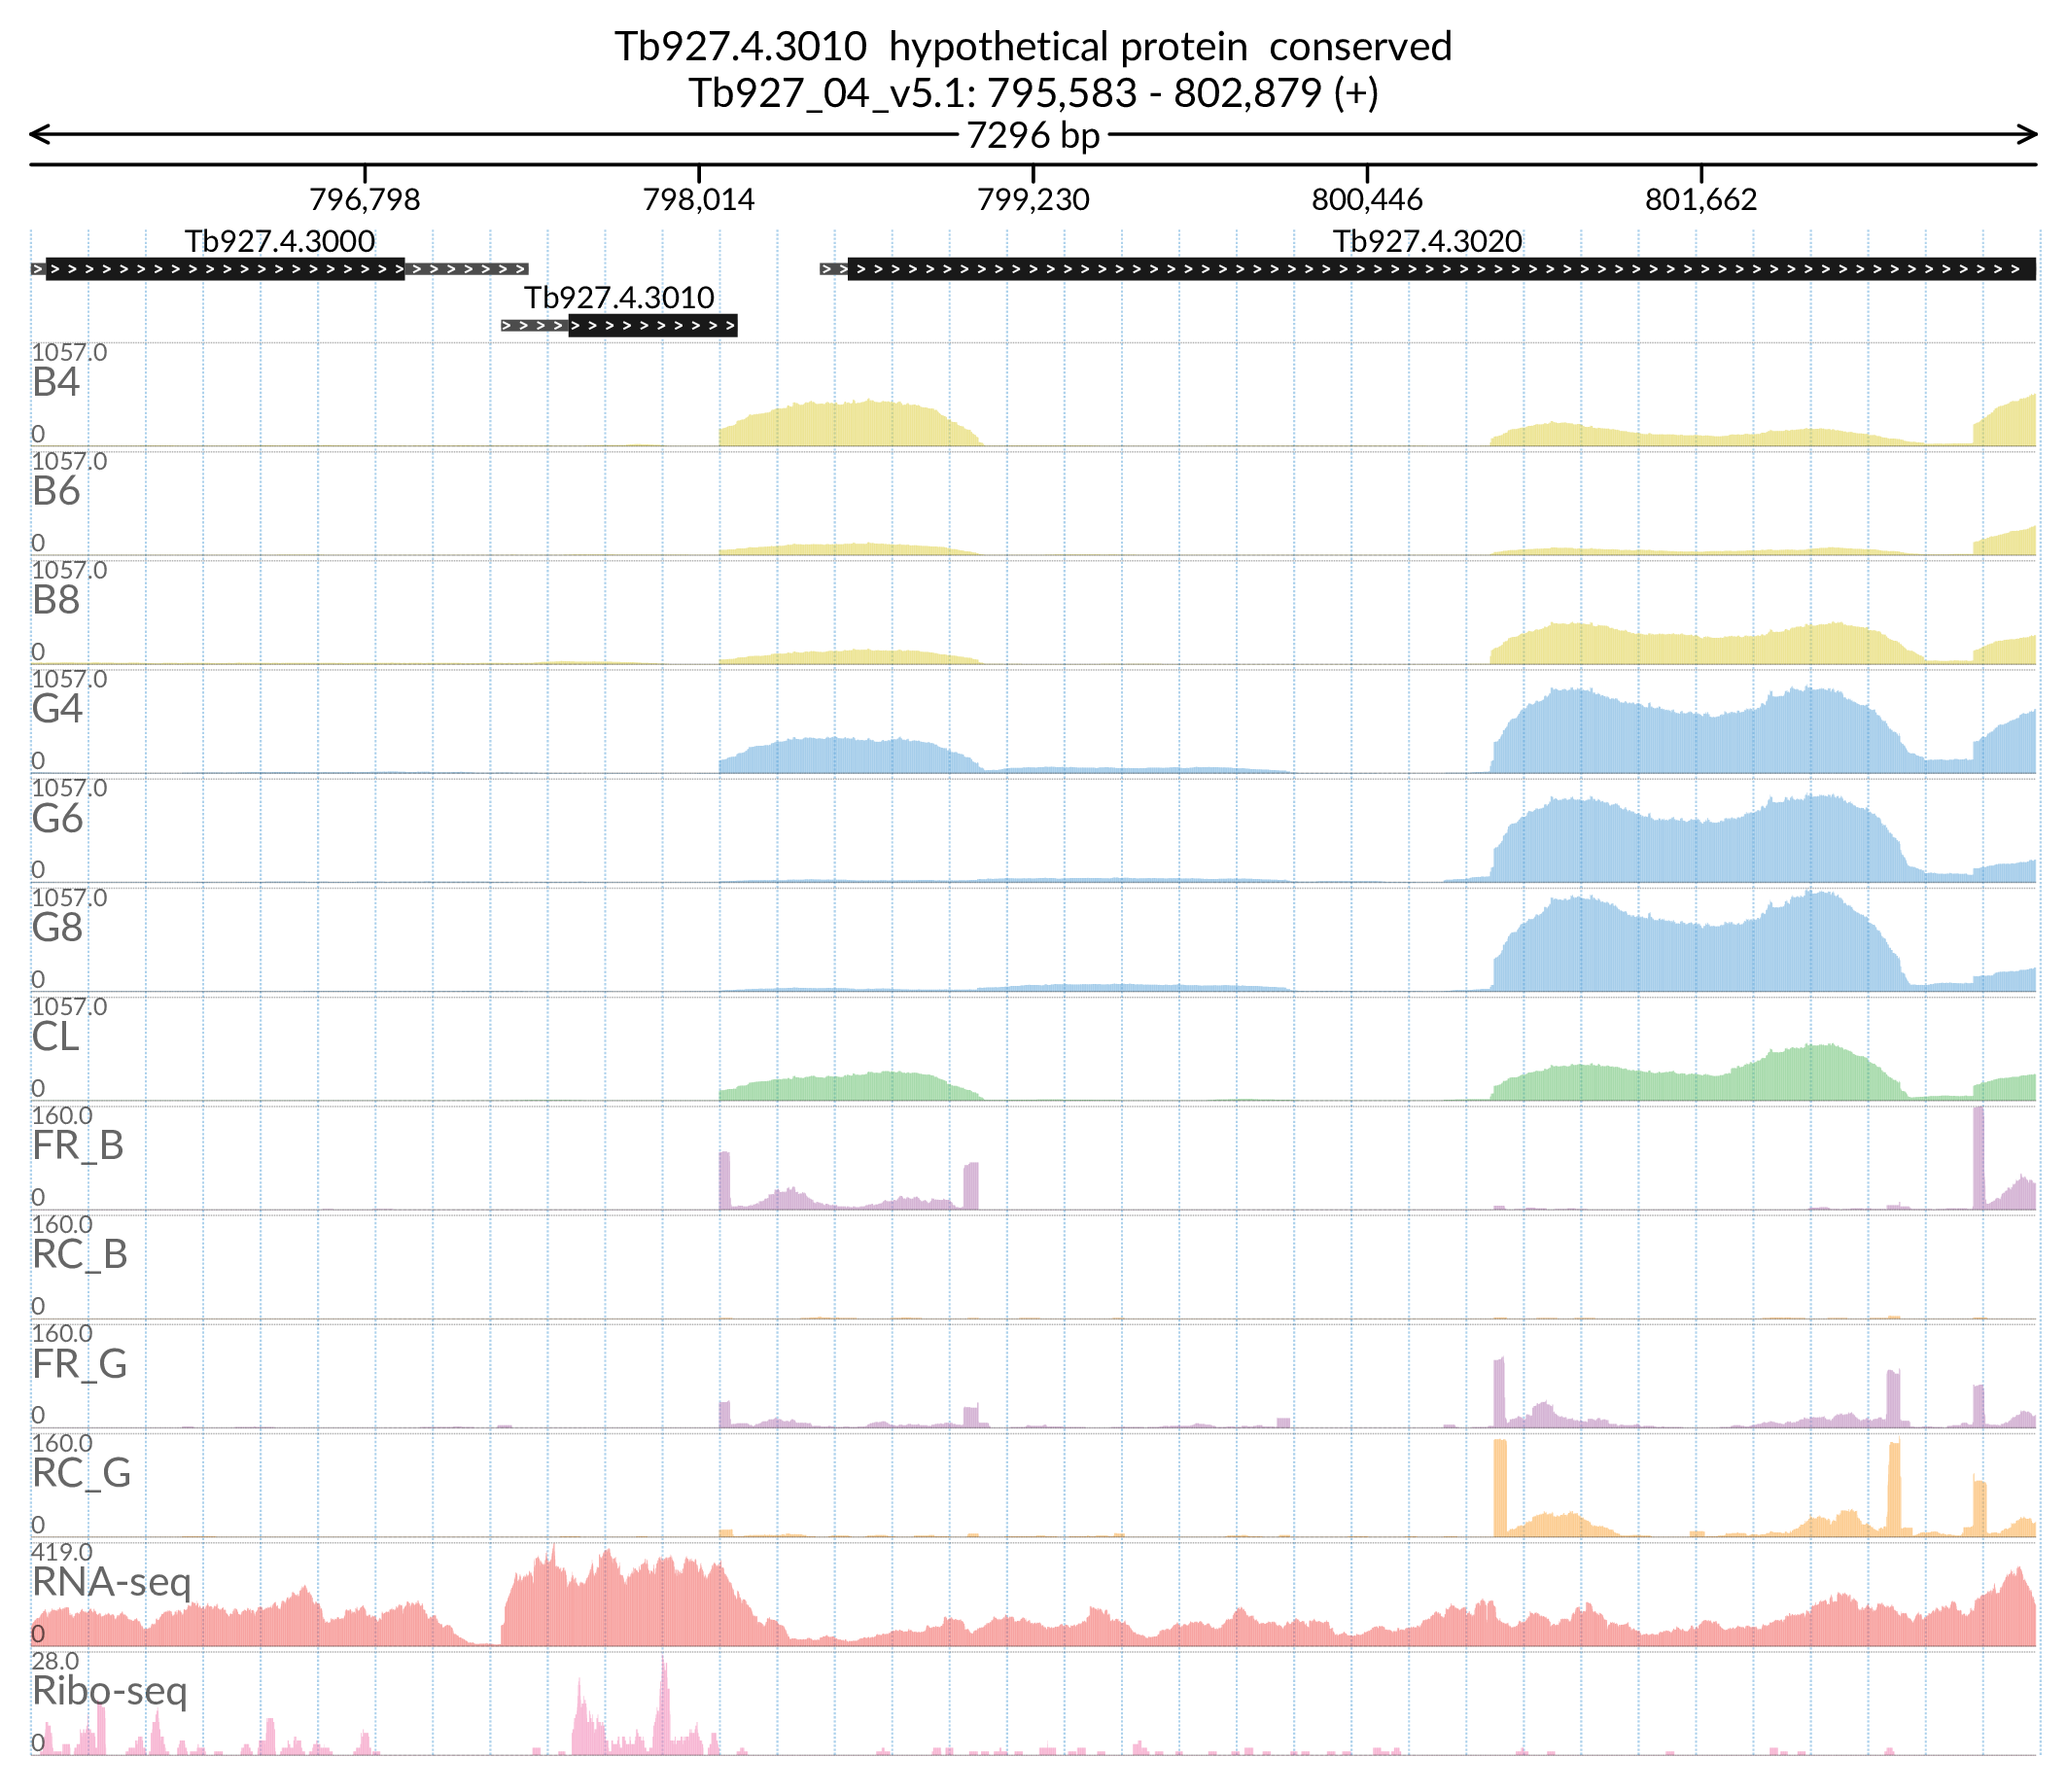 Tb927.4.3010  hypothetical protein  conserved
Tb927_04_v5.1: 795,583 - 802,879 (+)
7296 bp
796,798 798,014 799,230 800,446 801,662
Tb927.4.3000 Tb927.4.3020
Tb927.4.3010
1057.0
B4
0
1057.0
B6
0
1057.0
B8
0
1057.0
G4
0
1057.0
G6
0
1057.0
G8
0
1057.0
CL
0
160.0
FR_B
0
160.0
RC_B
0
160.0
FR_G
0
160.0
RC_G
0
419.0
RNA-seq
0
28.0
Ribo-seq
0